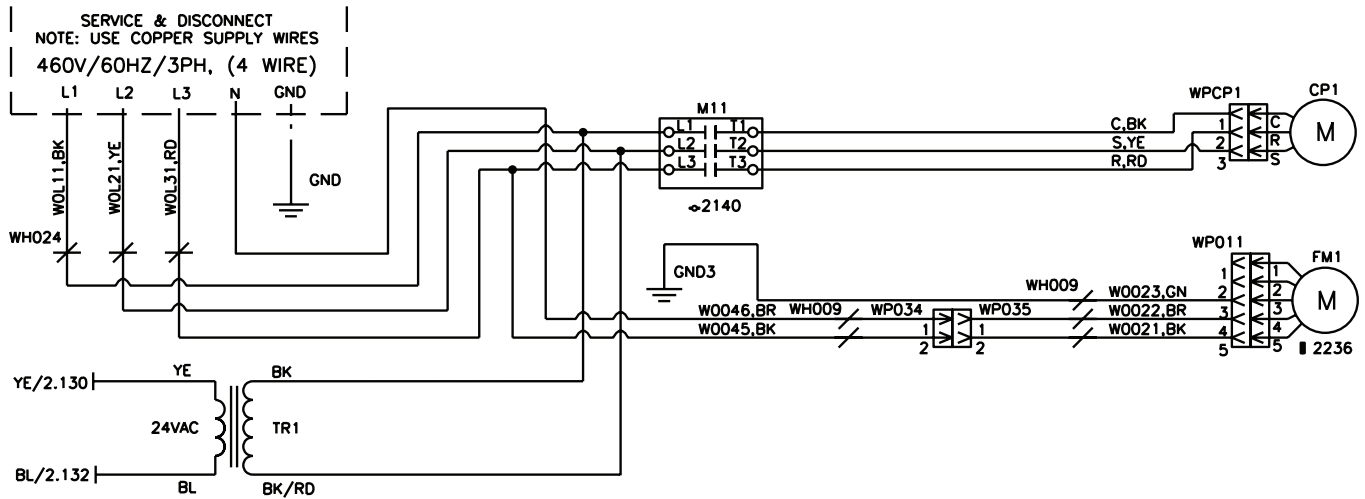 SERVICE & DISCONNECT
NOTE: USE COPPER SUPPLY WIRES
460V/60HZ/3PH, (4 WIRE)
L1 L2 L3 N GND
WOL11,BK
WOL21,YE
WOL31,RD
GND
WH024
M11
L1 T1
L2 T2
L3 T3
2140
C,BK
S,YE
R,RD
WPCP1
1
2
3
C
R
S
CP1
M
GND3
WH009
W0023,GN
W0046,BR WH009 WP034 WP035 W0022,BR
W0045,BK 1 1 W0021,BK
2 2
WP011
1
2
3
4
5
1
2
3
4
5
FM1
M
2236
YE/2.130
YE
BK
24VAC
TR1
BL/2.132
BL
BK/RD